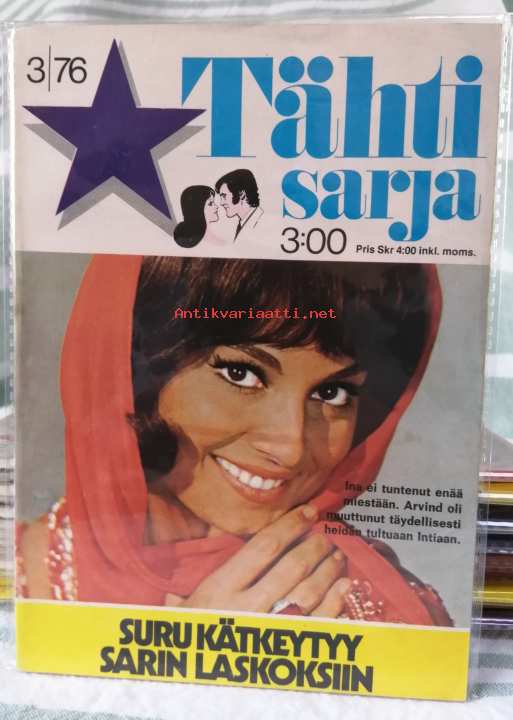 3/76
Tähti
sarja
3:00 Pris Skr 4:00 inkl. moms.
Antikvariaatti.net
Ina ei tuntenut enää
miestään. Arvind oli
muuttunut täydellisesti
heidän tultuaan Intiaan.
SURU KÄTKEYTYY
SARIN LASKOKSIIN